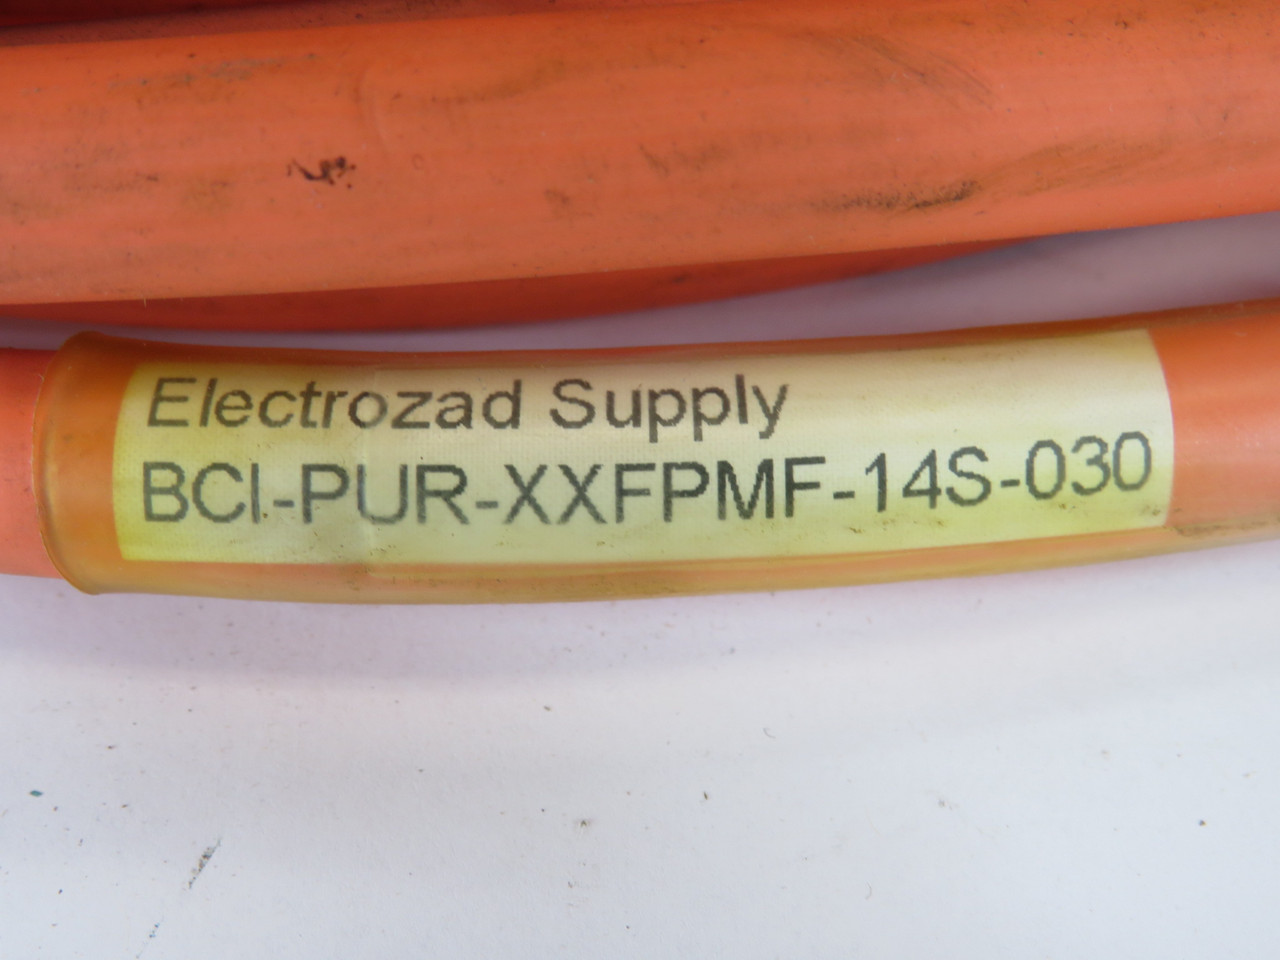 Electrozad Supply
BCI-PUR-XXFPMF-14S-030